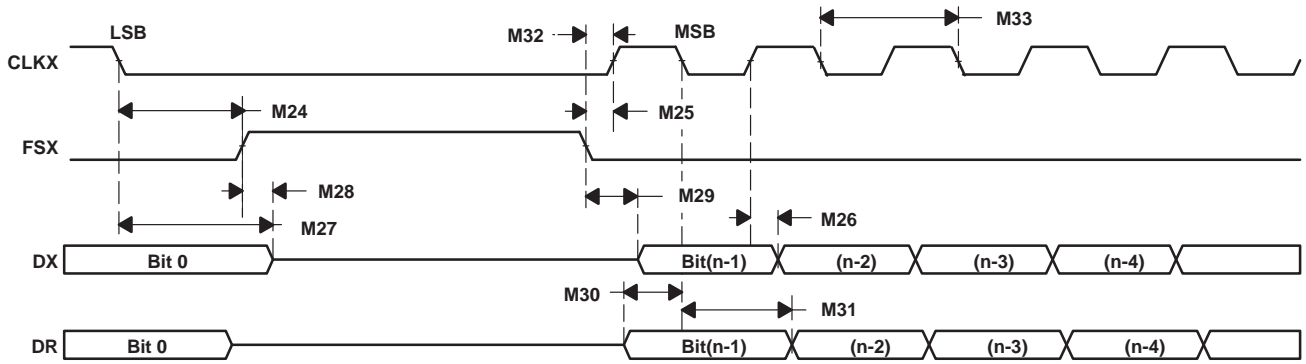 LSB
M32
MSB
M33
CLKX
M24
M25
FSX
M28
M29
M27
M26
DX
Bit 0
Bit(n-1)
(n-2)
(n-3)
(n-4)
M30
M31
DR
Bit 0
Bit(n-1)
(n-2)
(n-3)
(n-4)